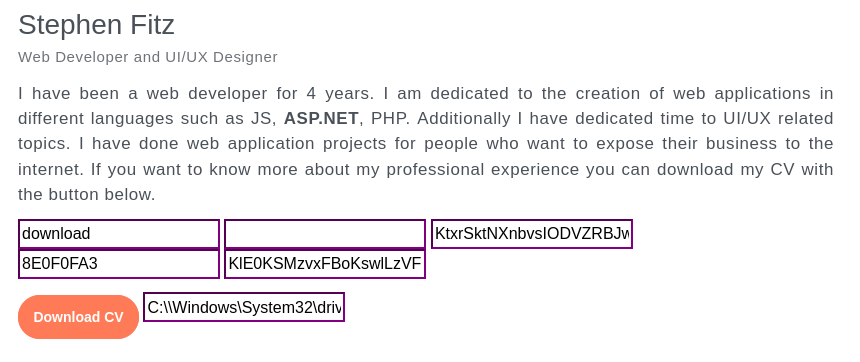 Stephen Fitz
Web Developer and UI/UX Designer
I have been a web developer for 4 years. I am dedicated to the creation of web applications in
different languages such as JS, ASP.NET, PHP. Additionally I have dedicated time to UI/UX related
topics. I have done web application projects for people who want to expose their business to the
internet. If you want to know more about my professional experience you can download my CV with
the button below.
download KtxrSktNXnbvsIODVZRBJw
8E0F0FA3 KlE0KSMzvxFBoKswlLzVF
Download CV C:\\Windows\System32\driv